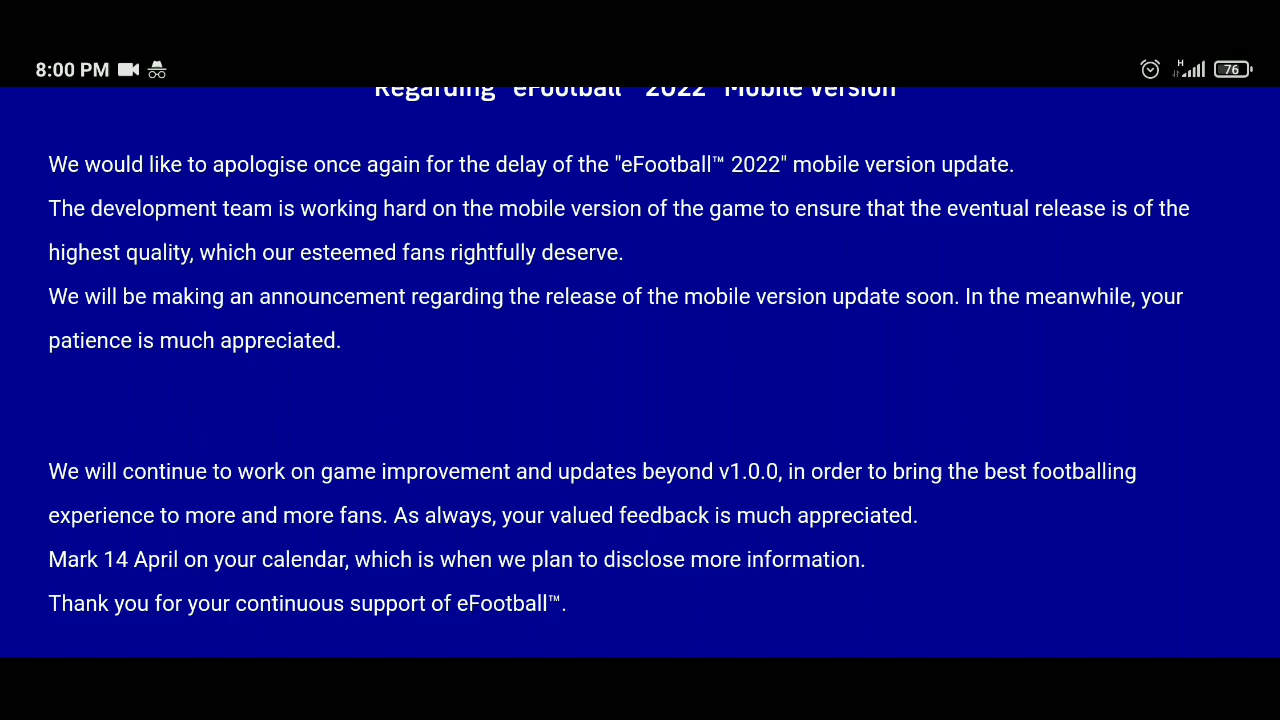 8:00 PM
H
76
Regarding "eFootball™ 2022" Mobile Version
We would like to apologise once again for the delay of the "eFootball™ 2022" mobile version update.
The development team is working hard on the mobile version of the game to ensure that the eventual release is of the
highest quality, which our esteemed fans rightfully deserve.
We will be making an announcement regarding the release of the mobile version update soon. In the meanwhile, your
patience is much appreciated.
We will continue to work on game improvement and updates beyond v1.0.0, in order to bring the best footballing
experience to more and more fans. As always, your valued feedback is much appreciated.
Mark 14 April on your calendar, which is when we plan to disclose more information.
Thank you for your continuous support of eFootball™.